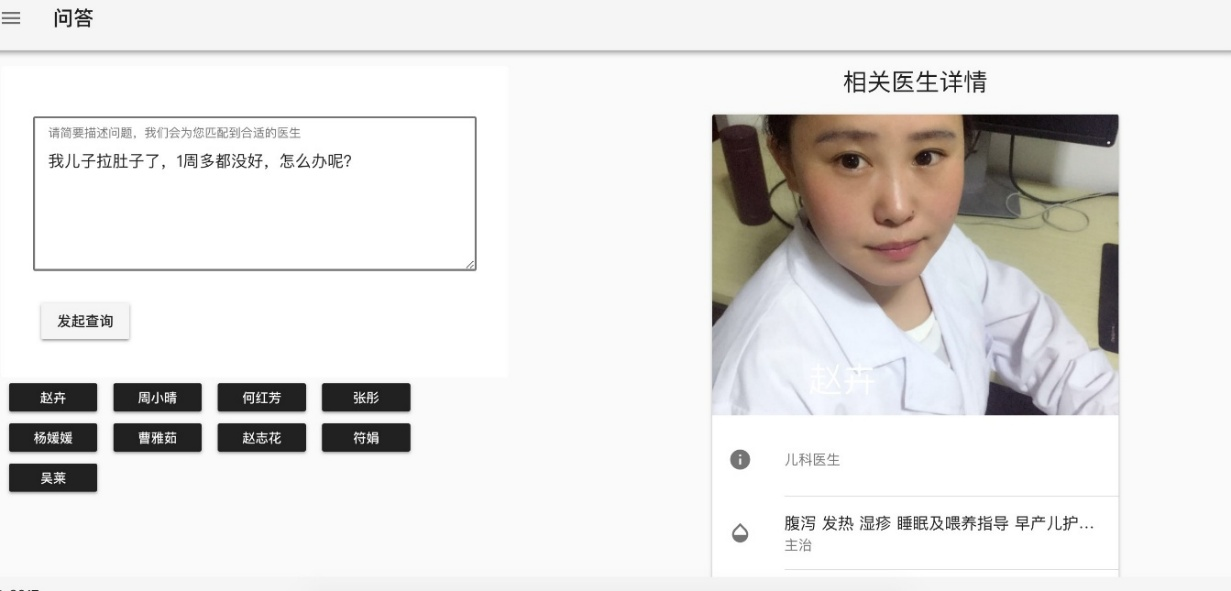 问答
请简要描述问题，我们会为您匹配到合适的医生
我儿子拉肚子了，1周多都没好，怎么办呢?
发起查询
赵卉 周小晴 何红芳 张彤
杨媛媛 曹雅茹 赵志花 符娟
吴莱
相关医生详情
赵卉
儿科医生
腹泻 发热 湿疹 睡眠及喂养指导 早产儿护...
主治